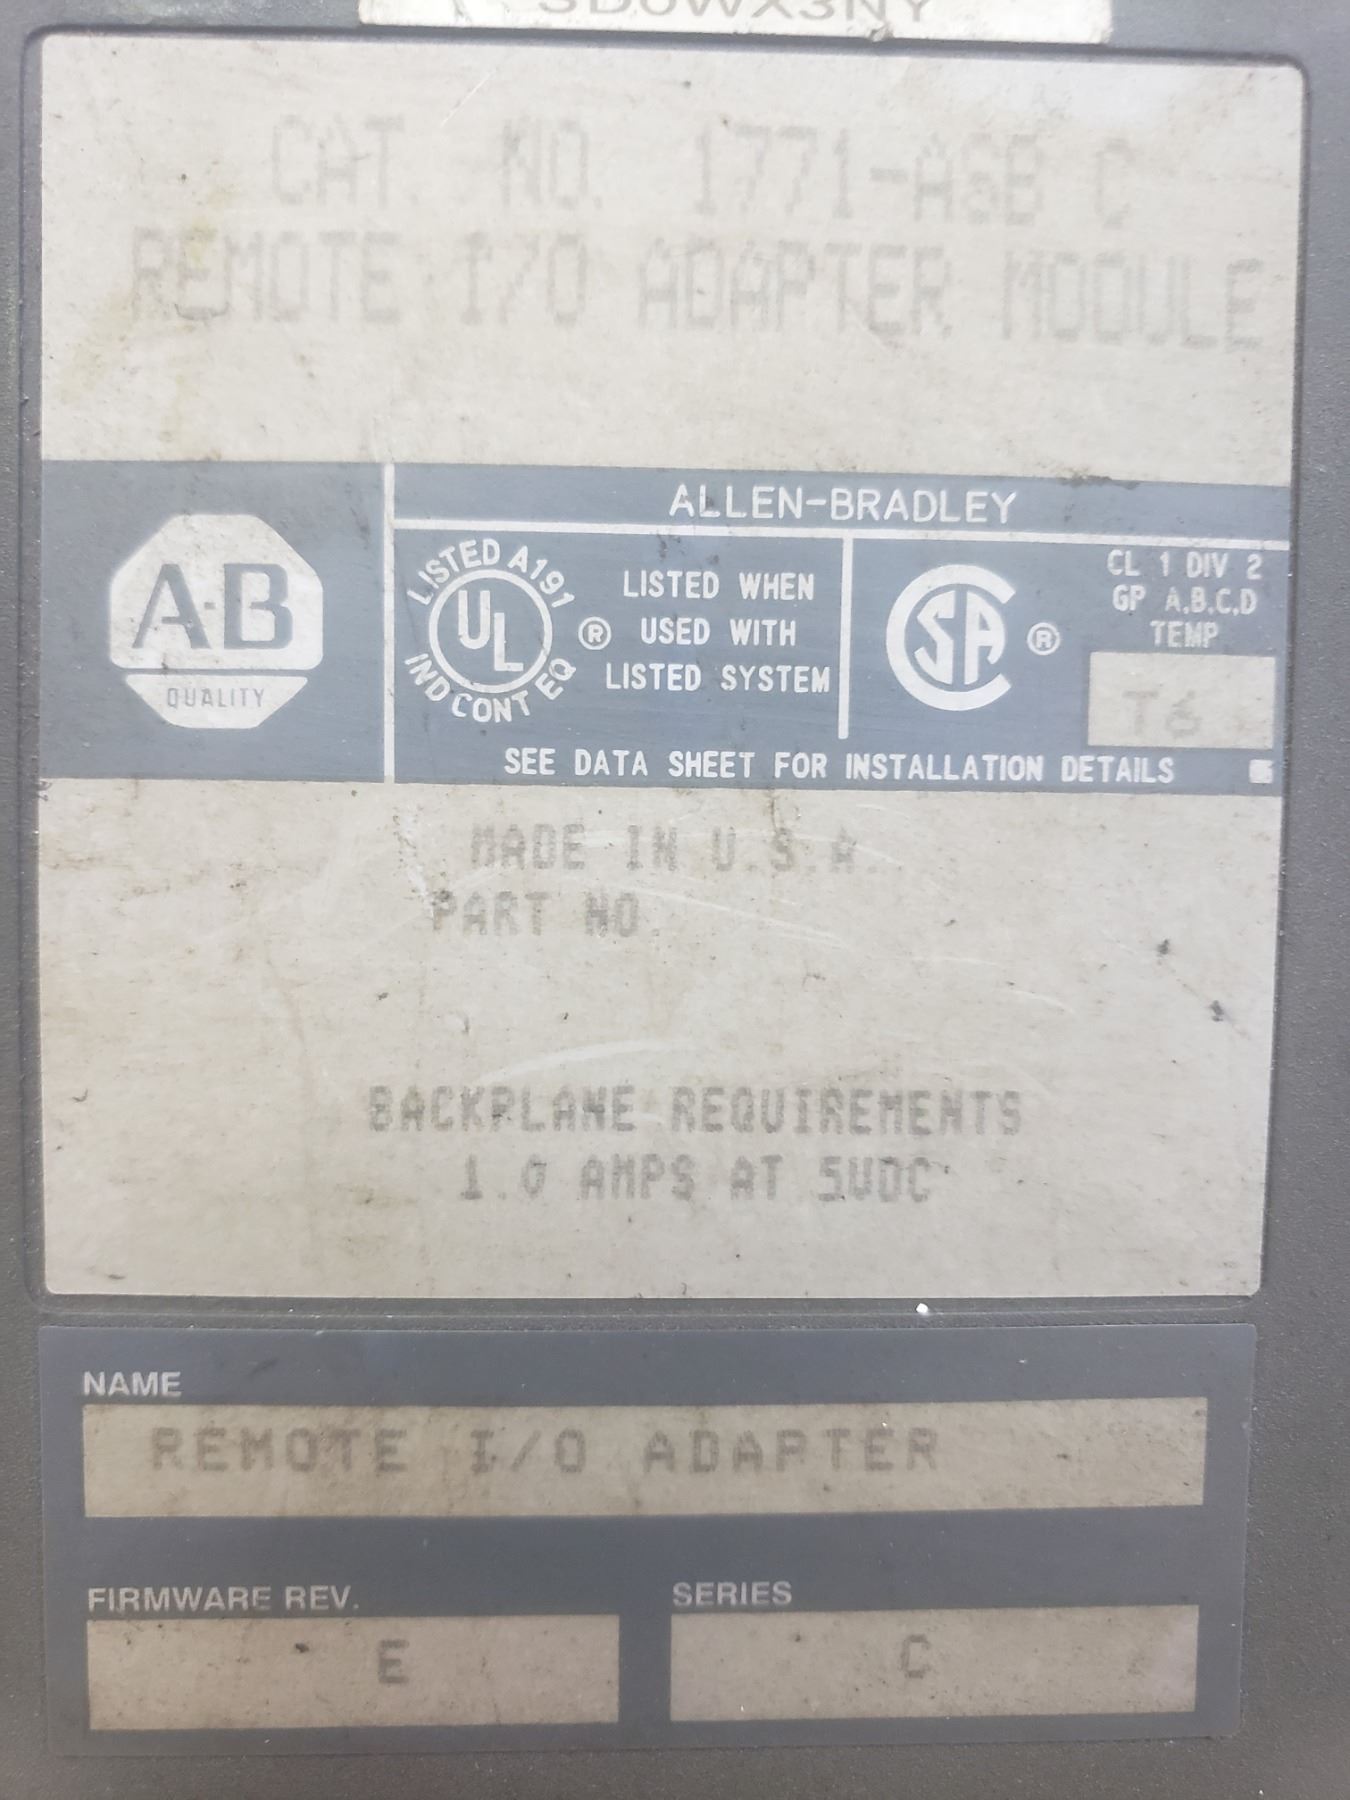 CAT. NO. 1771-ASB C
REMOTE I/O ADAPTER MODULE
ALLEN-BRADLEY
A-B
QUALITY
LISTED A191
UL
IND CONT EQ
®
LISTED WHEN
USED WITH
LISTED SYSTEM
SA
®
CL 1 DIV 2
GP A,B,C,D
TEMP
T6
SEE DATA SHEET FOR INSTALLATION DETAILS
MADE IN U.S.A.
PART NO.
BACKPLANE REQUIREMENTS
1.0 AMPS AT 5VDC
NAME
REMOTE I/O ADAPTER
FIRMWARE REV.
SERIES
E
C